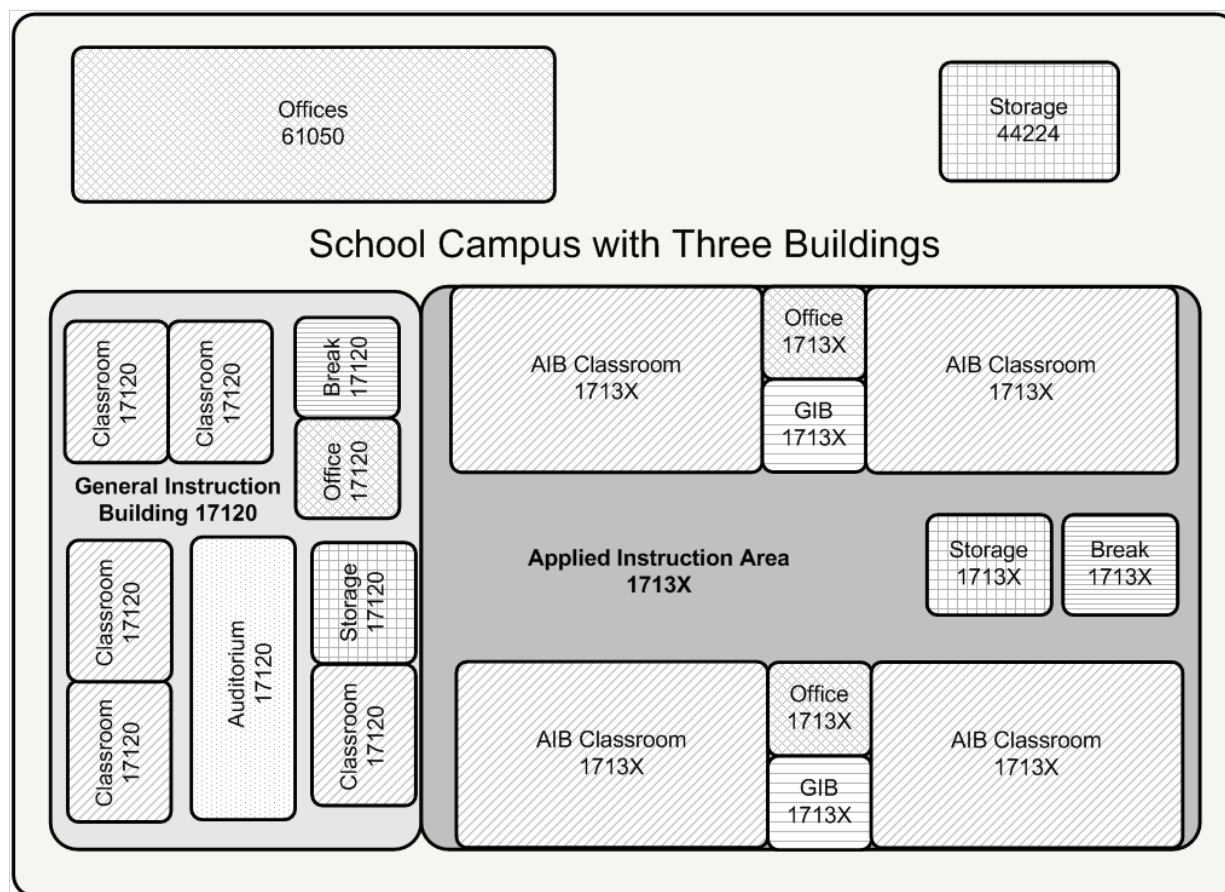 Offices
61050
Storage
44224
School Campus with Three Buildings
Classroom
17120
Classroom
17120
Break
17120
Office
17120
General Instruction
Building 17120
Classroom
17120
Classroom
17120
Auditorium
17120
Storage
17120
Classroom
17120
AIB Classroom
1713X
Office
1713X
GIB
1713X
AIB Classroom
1713X
Applied Instruction Area
1713X
Storage
1713X
Break
1713X
AIB Classroom
1713X
Office
1713X
GIB
1713X
AIB Classroom
1713X